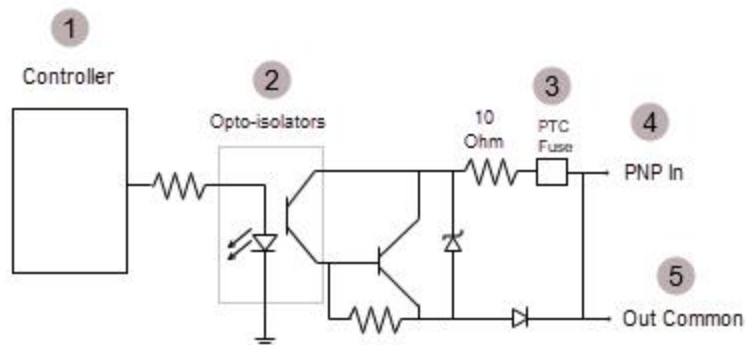 1
Controller
2
Opto-isolators
10
Ohm
3
PTC
Fuse
4
PNP In
5
Out Common